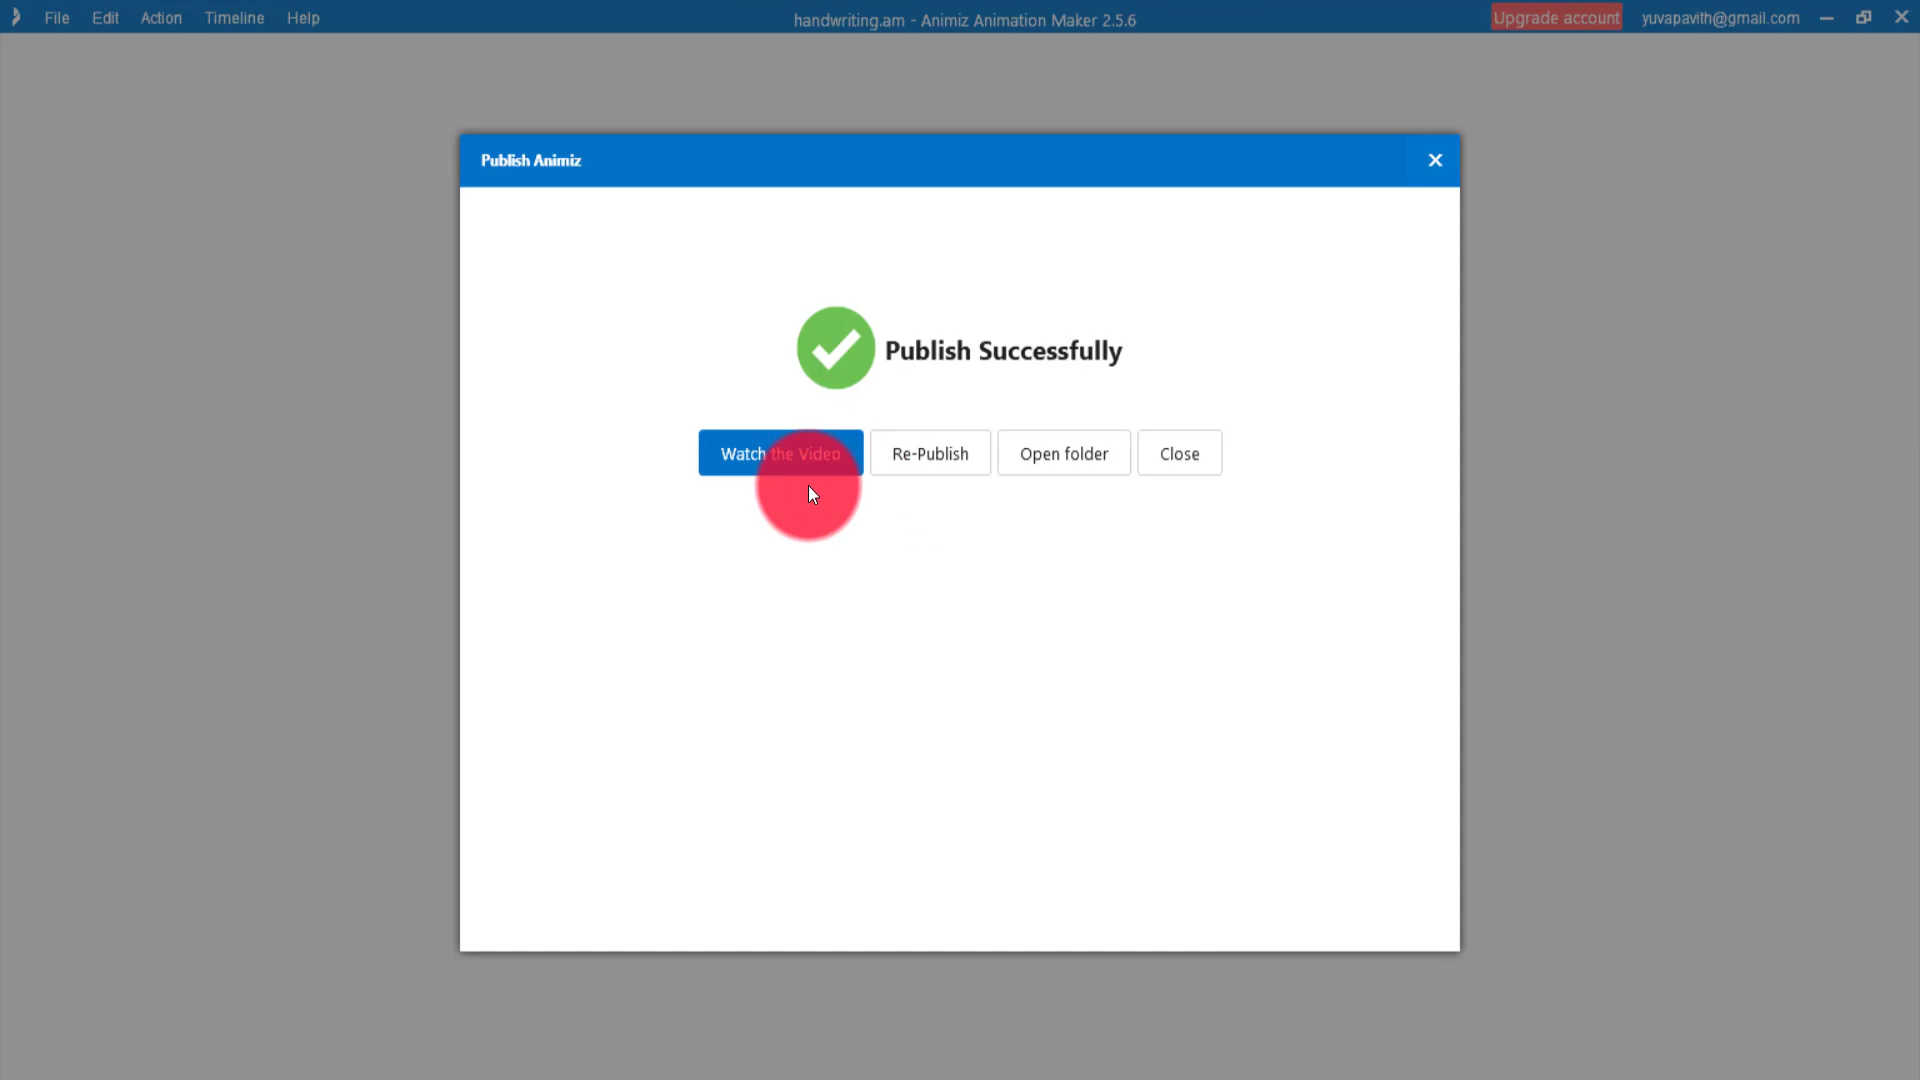 File Edit Action Timeline Help handwriting.am - Animiz Animation Maker 2.5.6 Upgrade account yuvapavith@gmail.com
Publish Animiz
Publish Successfully
Watch the Video Re-Publish Open folder Close